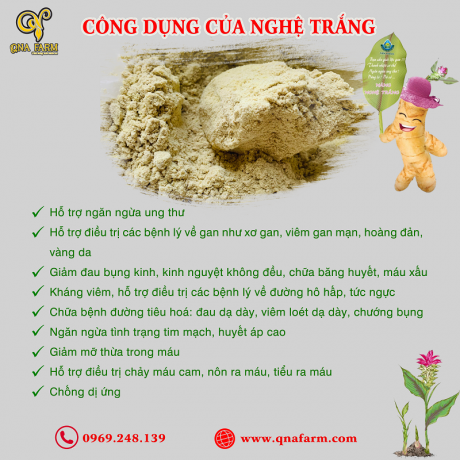 QNA FARM
CÔNG DỤNG CỦA NGHỆ TRẮNG
NGHỆ TRẮNG
Hỗ trợ ngăn ngừa ung thư
Hỗ trợ điều trị các bệnh lý về gan như xơ gan, viêm gan mạn, hoàng đản,
vàng da
Giảm đau bụng kinh, kinh nguyệt không đều, chữa băng huyết, máu xấu
Kháng viêm, hỗ trợ điều trị các bệnh lý về đường hô hấp, tức ngực
Chữa bệnh đường tiêu hoá: đau dạ dày, viêm loét dạ dày, chướng bụng
Ngăn ngừa tình trạng tim mạch, huyết áp cao
Giảm mỡ thừa trong máu
Hỗ trợ điều trị chảy máu cam, nôn ra máu, tiểu ra máu
Chống dị ứng
0969.248.139
www.qnafarm.com